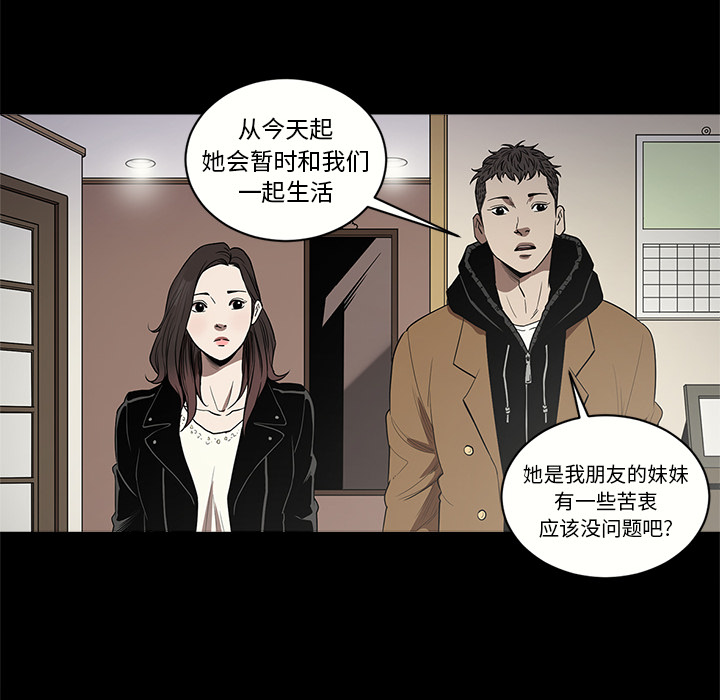 从今天起
她会暂时和我们
一起生活
她是我朋友的妹妹
有一些苦衷
应该没问题吧?